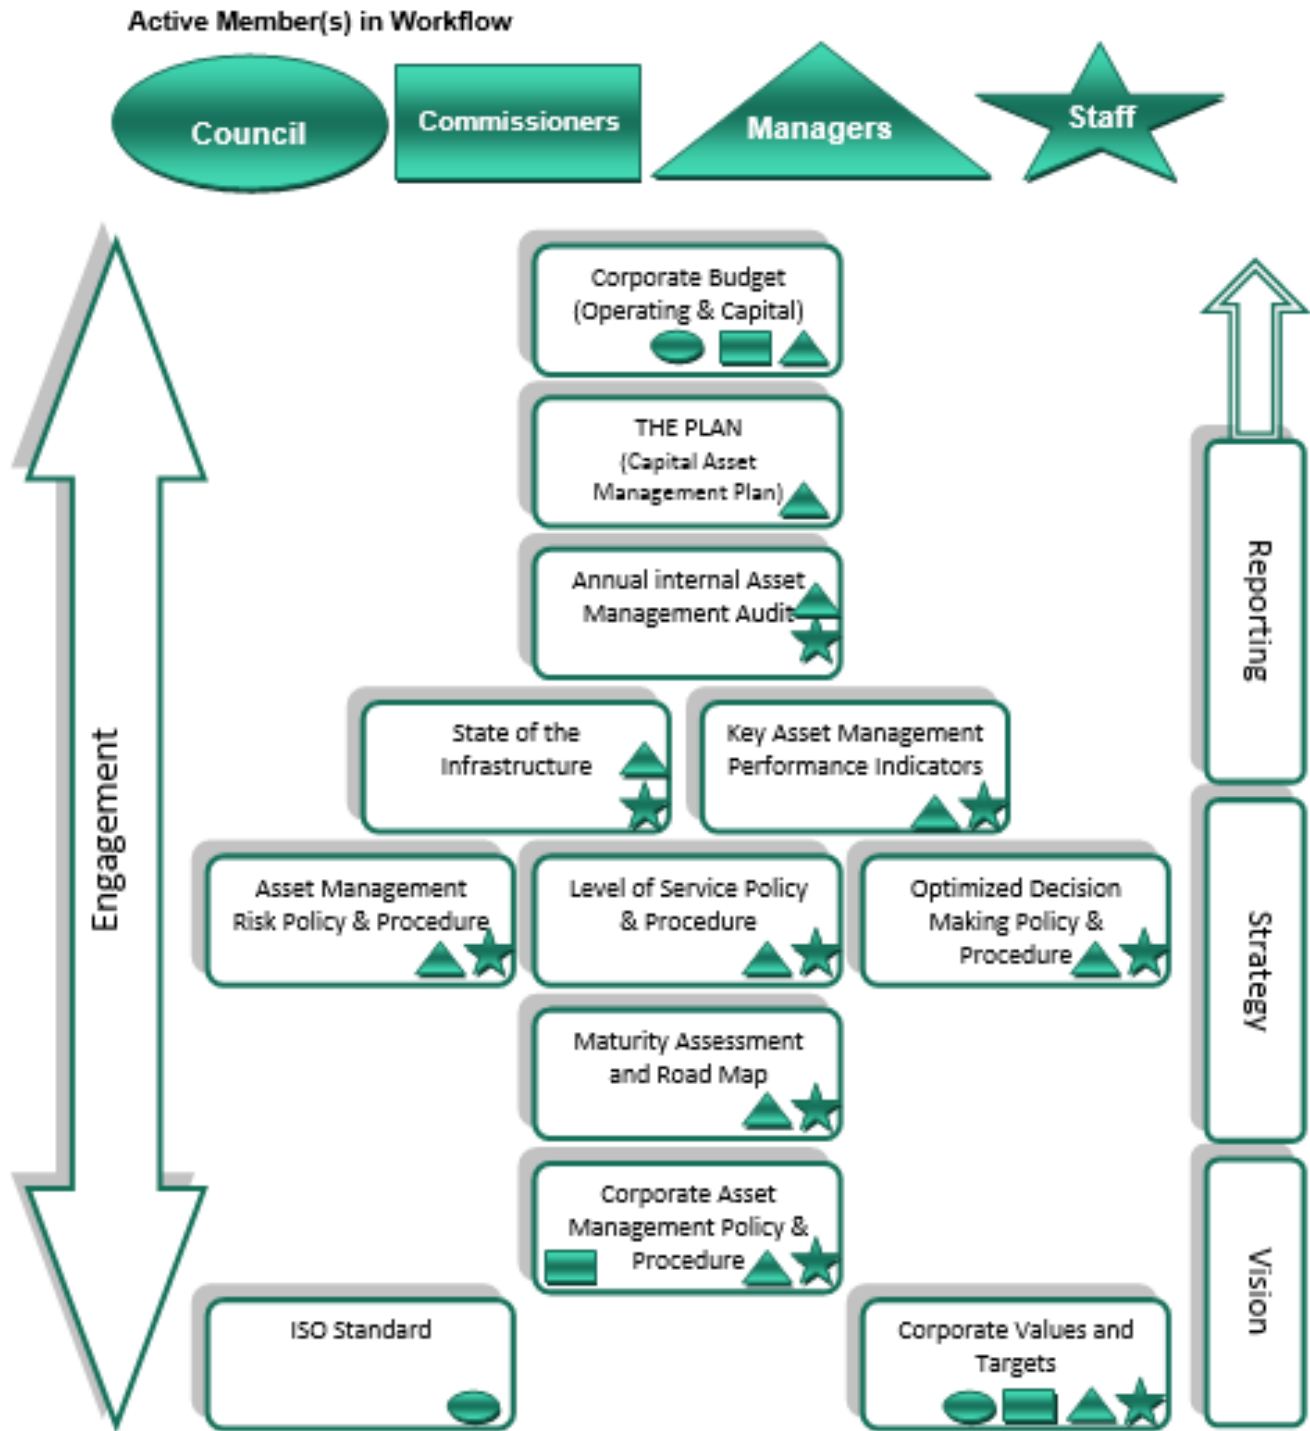 Active Member(s) in Workflow
Council
Commissioners
Managers
Staff
Corporate Budget
(Operating & Capital)
THE PLAN
(Capital Asset
Management Plan)
Annual internal Asset
Management Audit
State of the
Infrastructure
Key Asset Management
Performance Indicators
Asset Management
Risk Policy & Procedure
Level of Service Policy
& Procedure
Optimized Decision
Making Policy &
Procedure
Maturity Assessment
and Road Map
Corporate Asset
Management Policy &
Procedure
ISO Standard
Corporate Values and
Targets
Engagement
Reporting
Strategy
Vision